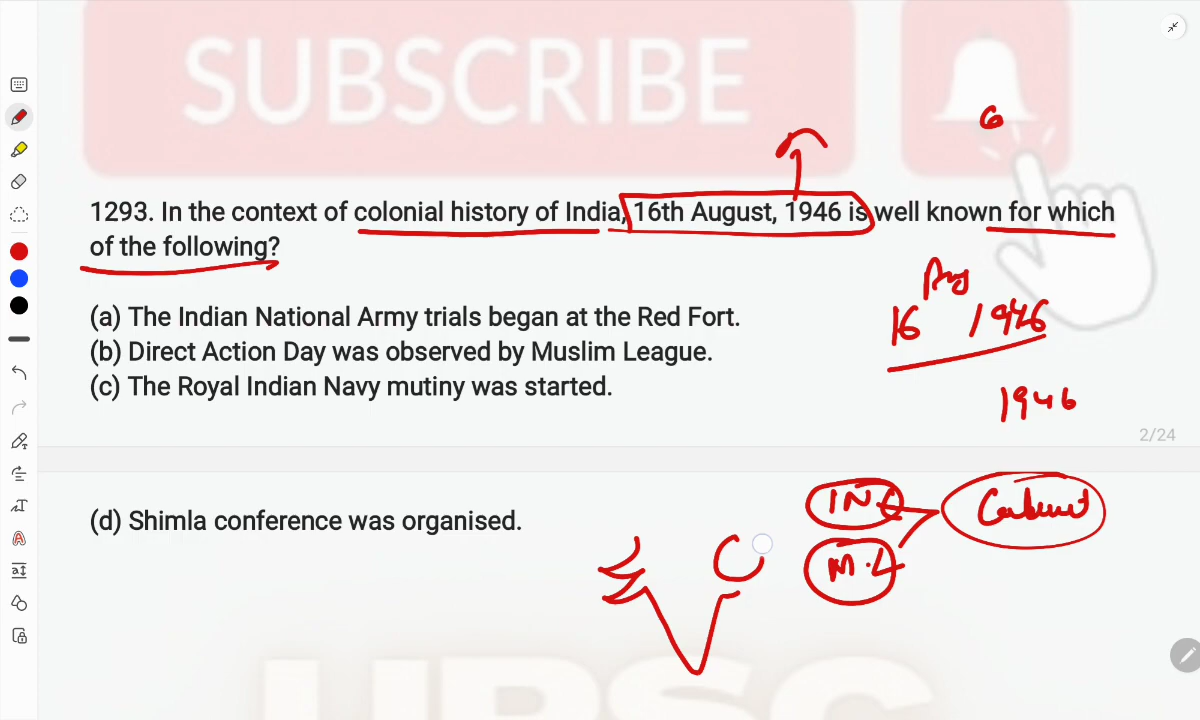 SUBSCRIBE
6
1293. In the context of colonial history of India, 16th August, 1946 is well known for which
of the following?
Aug
16 1946
(a) The Indian National Army trials began at the Red Fort.
(b) Direct Action Day was observed by Muslim League.
(c) The Royal Indian Navy mutiny was started.
1946
2/24
INC
Cabinet
(d) Shimla conference was organised.
M.L
UPSC